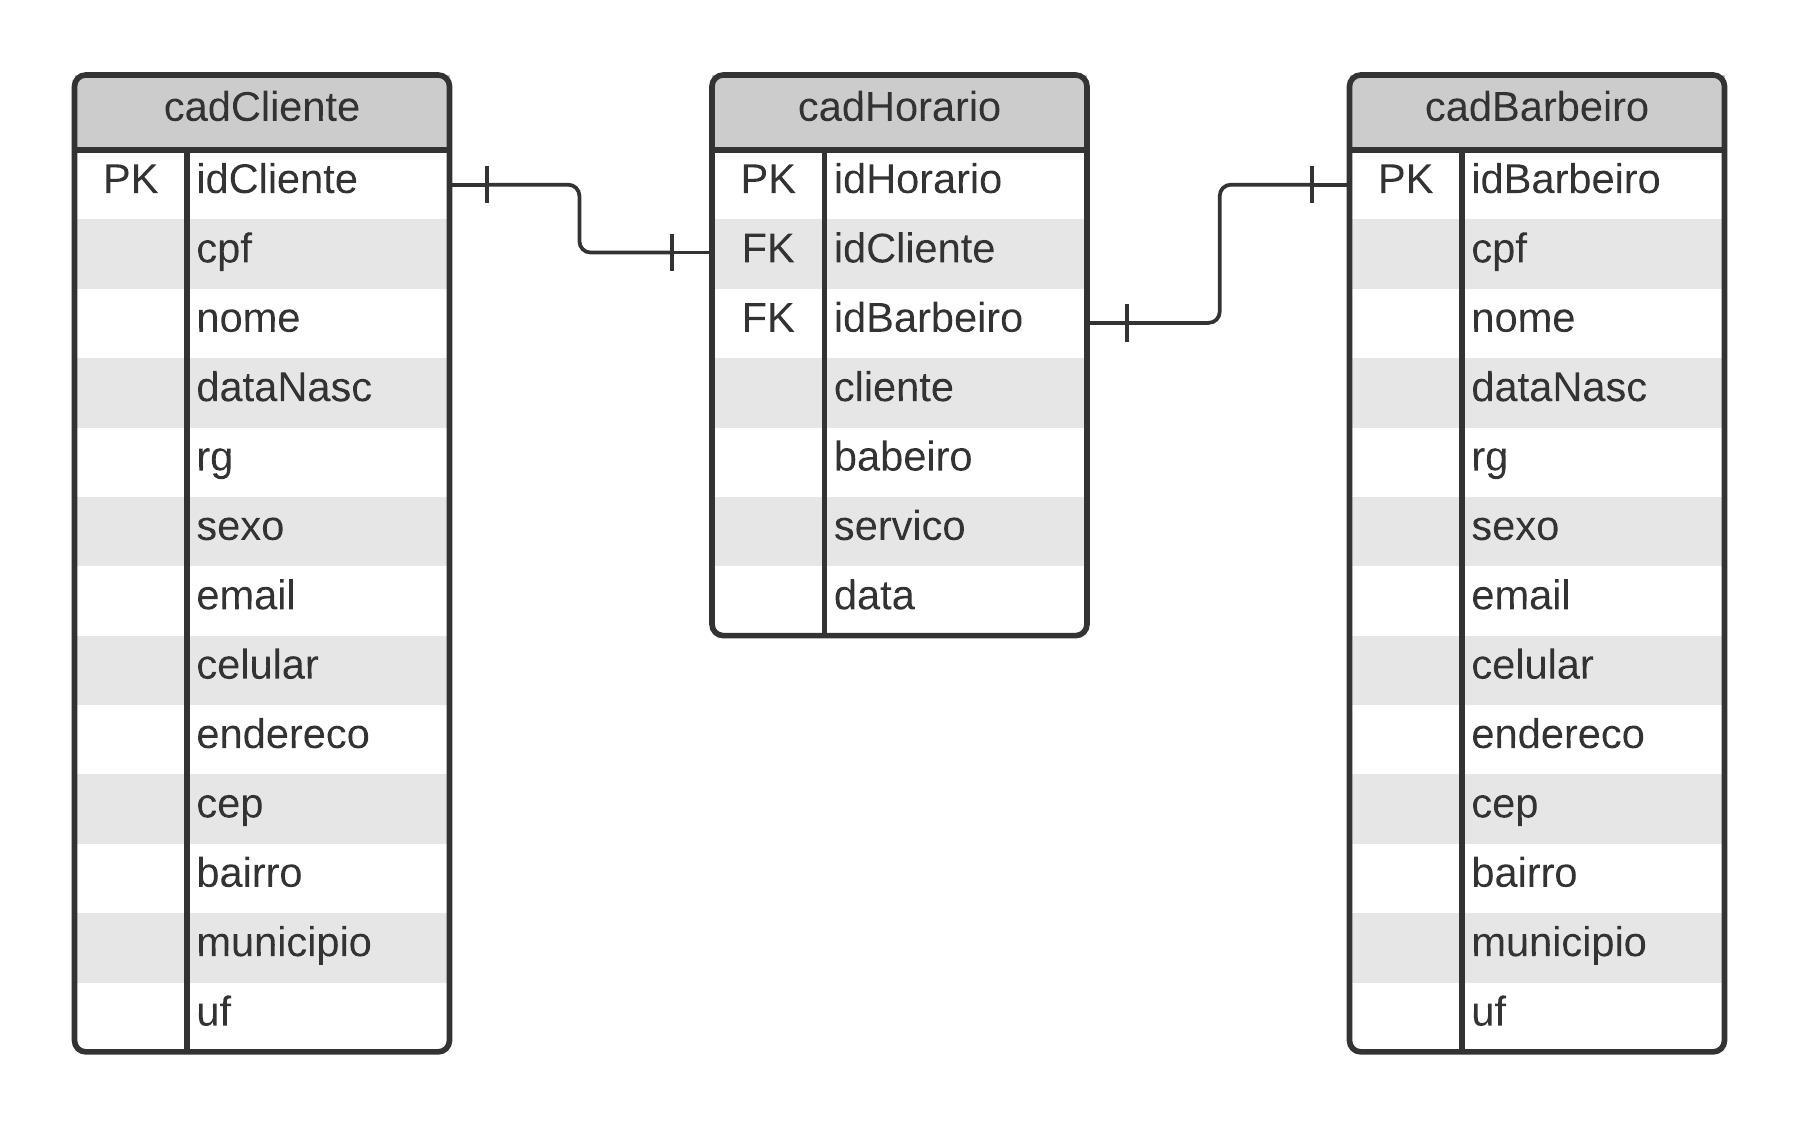 cadCliente
PK idCliente
cpf
nome
dataNasc
rg
sexo
email
celular
endereco
cep
bairro
municipio
uf
cadHorario
PK idHorario
FK idCliente
FK idBarbeiro
cliente
babeiro
servico
data
cadBarbeiro
PK idBarbeiro
cpf
nome
dataNasc
rg
sexo
email
celular
endereco
cep
bairro
municipio
uf